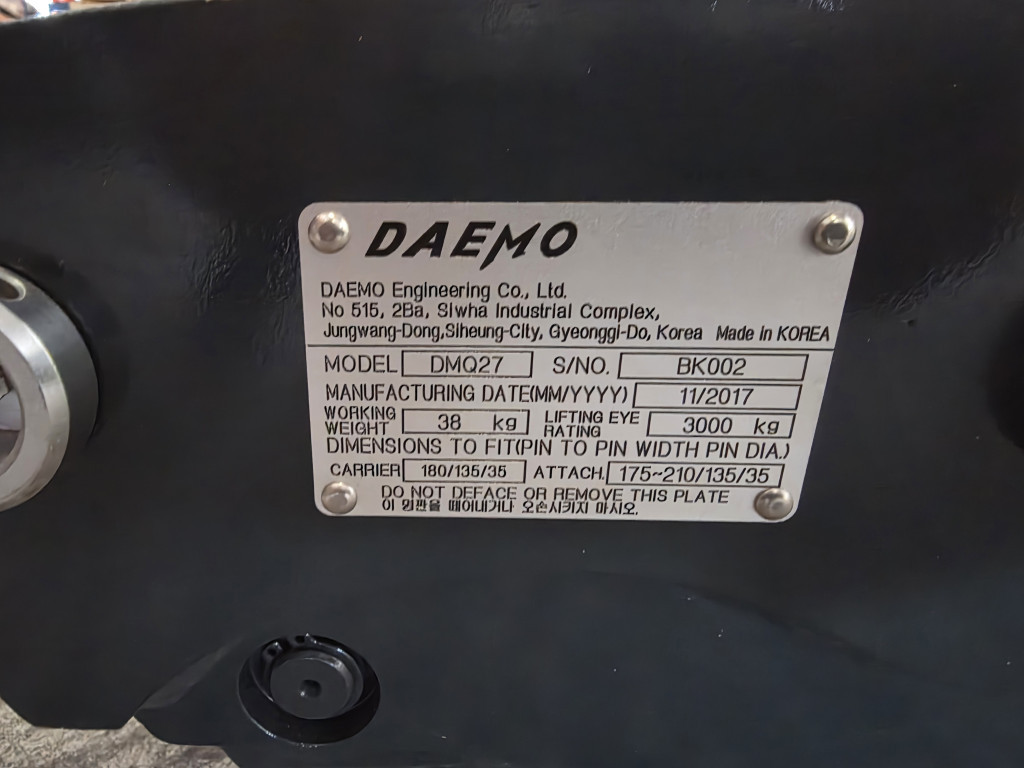 DAEMO
DAEMO Engineering Co., Ltd.
No 515, 2Ba, Siwha Industrial Complex,
Jungwang-Dong,Siheung-City, Gyeonggi-Do, Korea Made in KOREA
MODEL DMQ27 S/NO. BK002
MANUFACTURING DATE(MM/YYYY) 11/2017
WORKING WEIGHT 38 kg LIFTING EYE RATING 3000 kg
DIMENSIONS TO FIT(PIN TO PIN WIDTH PIN DIA.)
CARRIER 180/135/35 ATTACH. 175~210/135/35
DO NOT DEFACE OR REMOVE THIS PLATE
이 명판을 떼어내거나 오손시키지 마시오.